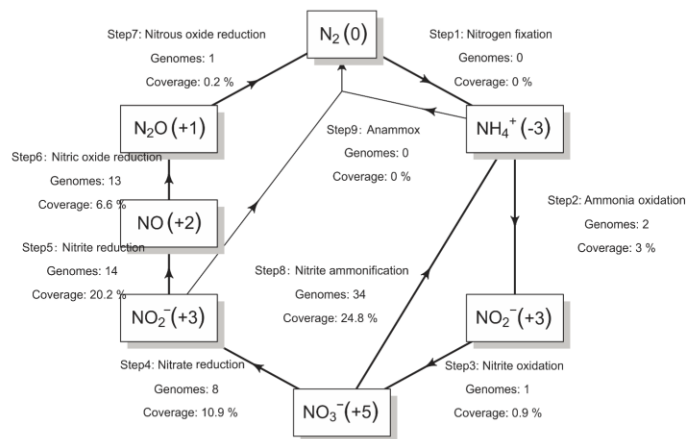 Step7: Nitrous oxide reduction
Genomes: 1
Coverage: 0.2 %
N₂ (0)
Step1: Nitrogen fixation
Genomes: 0
Coverage: 0 %
N₂O (+1)
Step9: Anammox
Genomes: 0
Coverage: 0 %
NH₄⁺ (-3)
Step6: Nitric oxide reduction
Genomes: 13
Coverage: 6.6 %
NO (+2)
Step2: Ammonia oxidation
Genomes: 2
Coverage: 3 %
Step5: Nitrite reduction
Genomes: 14
Coverage: 20.2 %
Step8: Nitrite ammonification
Genomes: 34
Coverage: 24.8 %
NO₂⁻ (+3)
NO₂⁻ (+3)
Step4: Nitrate reduction
Genomes: 8
Coverage: 10.9 %
NO₃⁻ (+5)
Step3: Nitrite oxidation
Genomes: 1
Coverage: 0.9 %